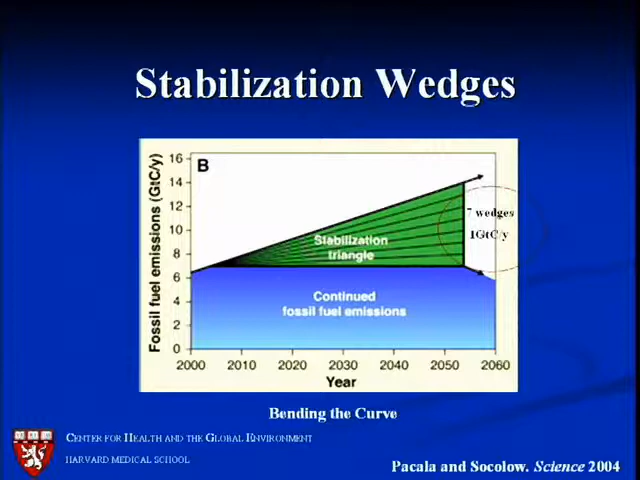 Stabilization Wedges
B
Fossil fuel emissions (GtC/y)
16
14
12
10
8
6
4
2
0
7 wedges
1GtC/y
Stabilization
triangle
Continued
fossil fuel emissions
2000 2010 2020 2030 2040 2050 2060
Year
Bending the Curve
CENTER FOR HEALTH AND THE GLOBAL ENVIRONMENT
HARVARD MEDICAL SCHOOL
Pacala and Socolow. Science 2004